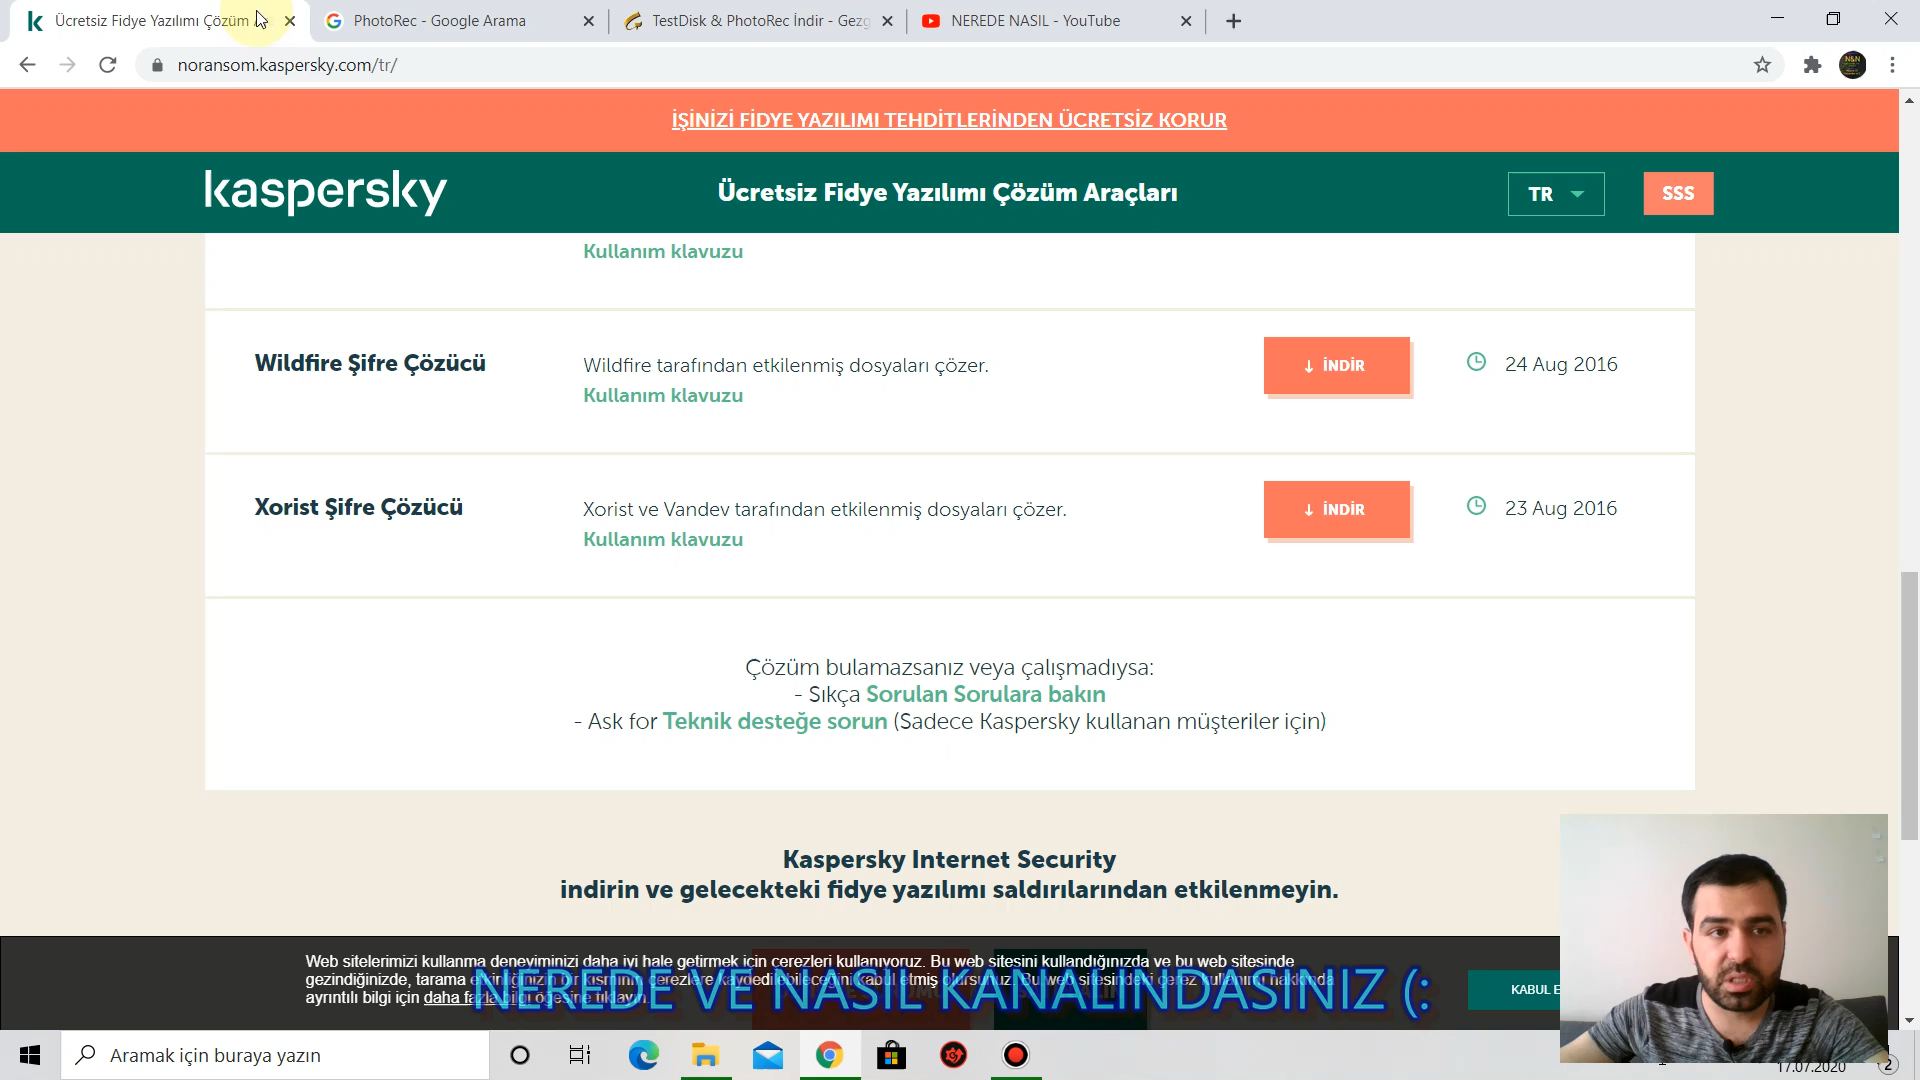 Ücretsiz Fidye Yazılımı Çözüm
PhotoRec - Google Arama
TestDisk & PhotoRec İndir - Gezg
NEREDE NASIL - YouTube
noransom.kaspersky.com/tr/
İŞİNİZİ FİDYE YAZILIMI TEHDİTLERİNDEN ÜCRETSİZ KORUR
kaspersky
Ücretsiz Fidye Yazılımı Çözüm Araçları
TR
SSS
Kullanım klavuzu
Wildfire Şifre Çözücü
Wildfire tarafından etkilenmiş dosyaları çözer.
İNDİR
24 Aug 2016
Kullanım klavuzu
Xorist Şifre Çözücü
Xorist ve Vandev tarafından etkilenmiş dosyaları çözer.
İNDİR
23 Aug 2016
Kullanım klavuzu
Çözüm bulamazsanız veya çalışmadıysa:
- Sıkça Sorulan Sorulara bakın
- Ask for Teknik desteğe sorun (Sadece Kaspersky kullanan müşteriler için)
Kaspersky Internet Security
indirin ve gelecekteki fidye yazılımı saldırılarından etkilenmeyin.
Web sitelerimizi kullanma deneyiminizi daha iyi hale getirmek için çerezleri kullanıyoruz. Bu web sitesini kullandığınızda ve bu web sitesinde
gezindiğinizde, tarama etkinliğinizin bir kısmının çerezlere kaydedilebileceğini kabul etmiş olursunuz. Bu web sitesindeki çerez kullanımı hakkında
ayrıntılı bilgi için daha fazla bilgi öğesine tıklayın.
KABUL E
NEREDE VE NASIL KANALINDASINIZ (:
Aramak için buraya yazın
17.07.2020
2